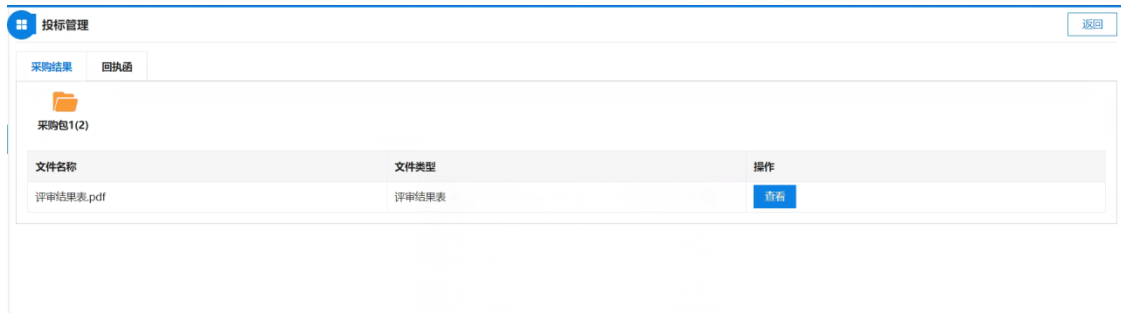 投标管理
返回
采购结果 回执函
采购包1(2)
文件名称 文件类型 操作
评审结果表.pdf 评审结果表 查看